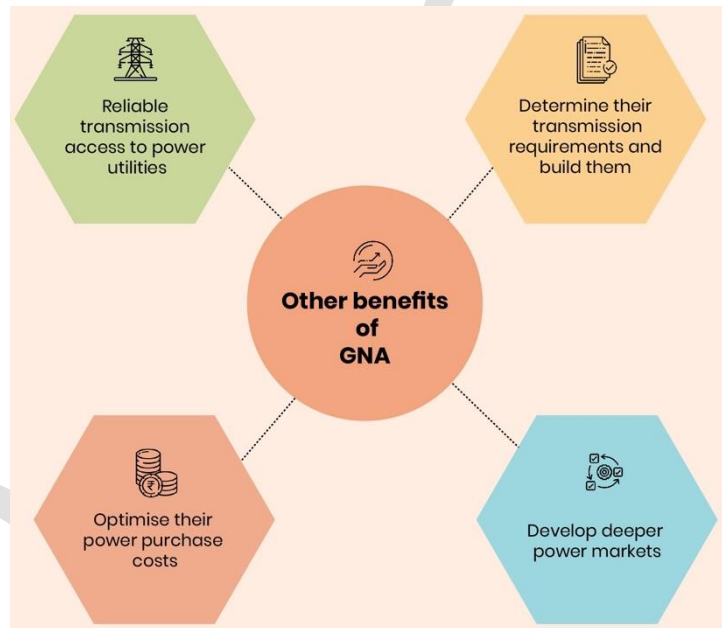 Reliable
transmission
access to power
utilities
Determine their
transmission
requirements and
build them
Other benefits
of
GNA
₹
Optimise their
power purchase
costs
Develop deeper
power markets